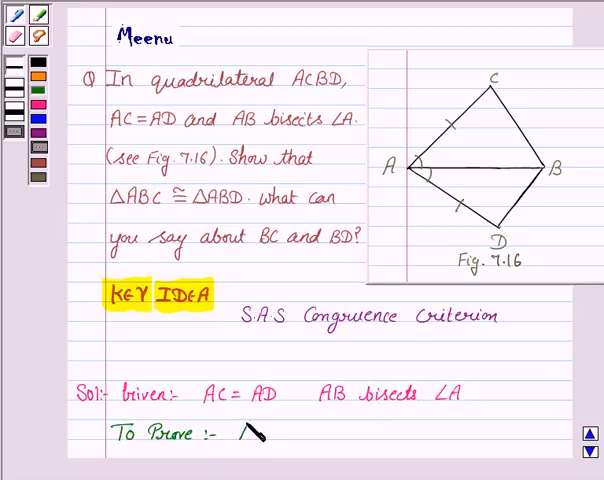 Meenu
Q In quadrilateral ACBD,
AC = AD and AB bisects ∠A.
(see Fig. 7.16). Show that
△ABC ≅ △ABD. what can
you say about BC and BD?
C
A
B
D
Fig. 7.16
KEY IDEA
S.A.S Congruence Criterion
Sol:- Given:- AC = AD AB bisects ∠A
To Prove :-